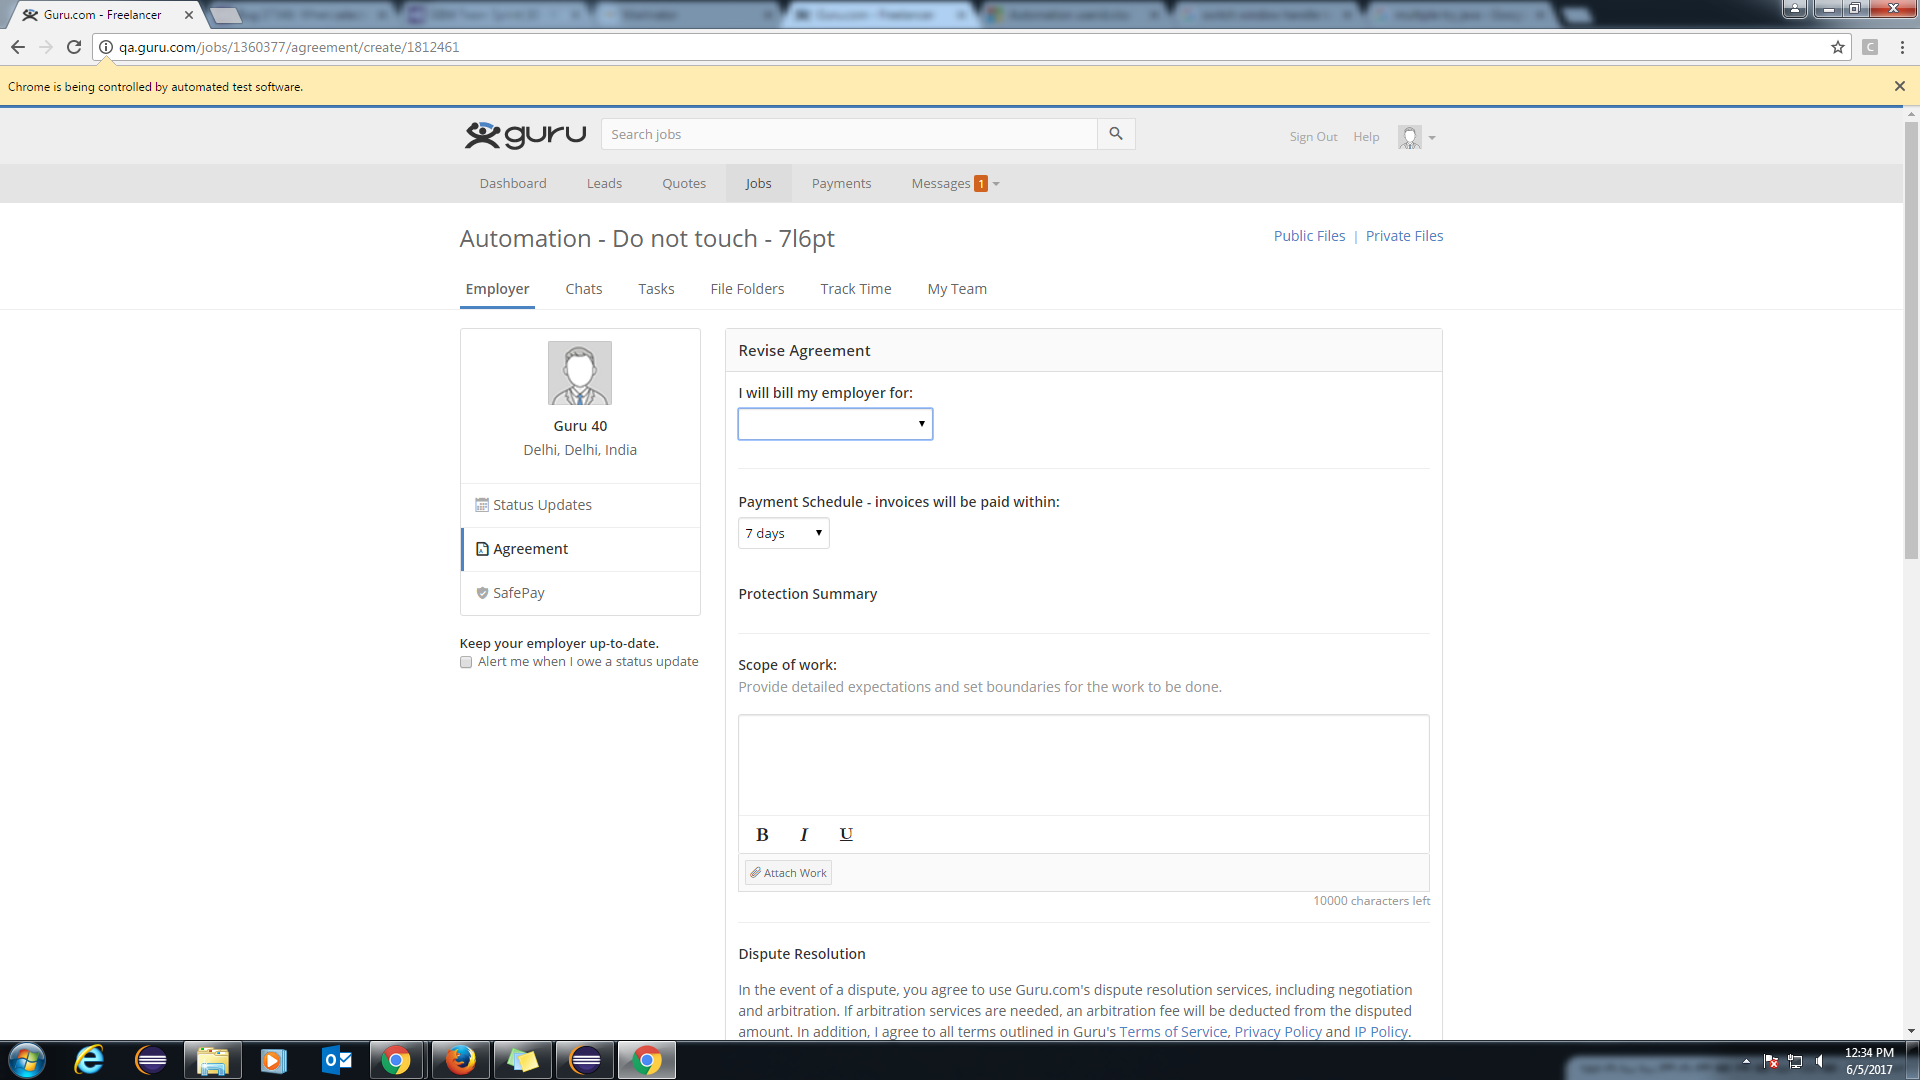 Guru.com - Freelancer
qa.guru.com/jobs/1360377/agreement/create/1812461
C
Chrome is being controlled by automated test software.
guru
Search jobs
Sign Out Help
Dashboard Leads Quotes Jobs Payments Messages 1
Automation - Do not touch - 7l6pt
Public Files | Private Files
Employer Chats Tasks File Folders Track Time My Team
Guru 40
Delhi, Delhi, India
Status Updates
Agreement
SafePay
Keep your employer up-to-date.
Alert me when I owe a status update
Revise Agreement
I will bill my employer for:
Payment Schedule - invoices will be paid within:
7 days
Protection Summary
Scope of work:
Provide detailed expectations and set boundaries for the work to be done.
B I U
Attach Work
10000 characters left
Dispute Resolution
In the event of a dispute, you agree to use Guru.com's dispute resolution services, including negotiation
and arbitration. If arbitration services are needed, an arbitration fee will be deducted from the disputed
amount. In addition, I agree to all terms outlined in Guru's Terms of Service, Privacy Policy and IP Policy.
12:34 PM
6/5/2017